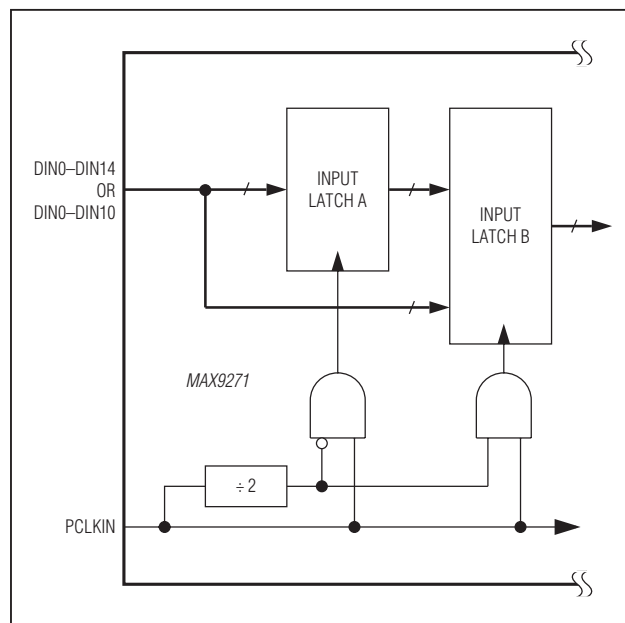 DIN0–DIN14
OR
DIN0–DIN10
INPUT
LATCH A
INPUT
LATCH B
MAX9271
÷ 2
PCLKIN